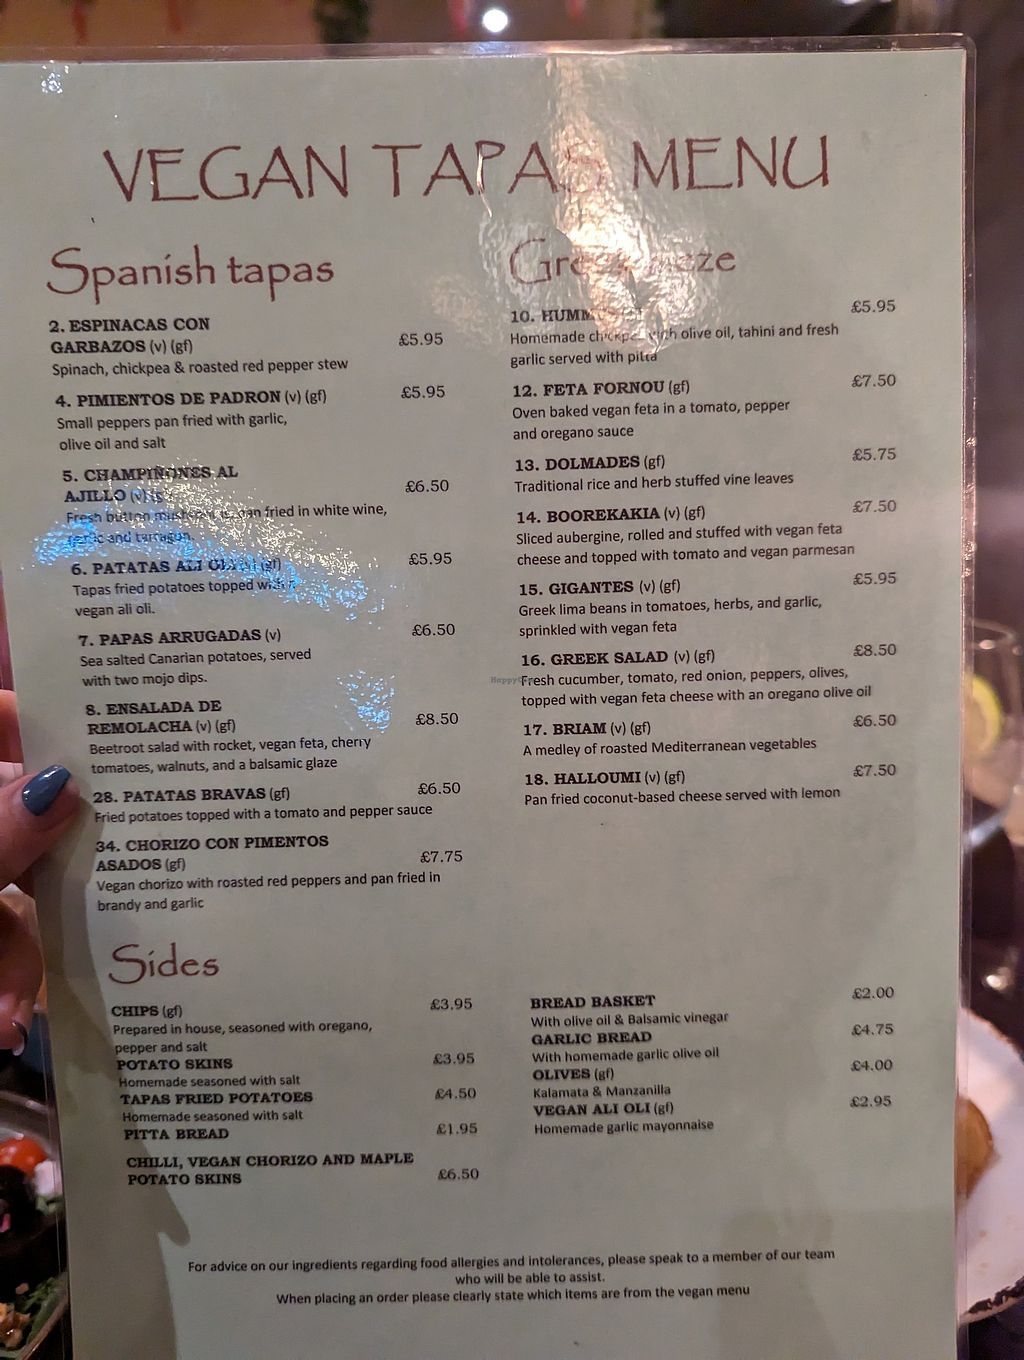 VEGAN TAPAS MENU
Spanish tapas
2. ESPINACAS CON
GARBAZOS (v) (gf) £5.95
Spinach, chickpea & roasted red pepper stew
4. PIMIENTOS DE PADRON (v) (gf) £5.95
Small peppers pan fried with garlic,
olive oil and salt
5. CHAMPIÑONES AL
AJILLO £6.50
Fresh button pan fried in white wine,
garlic and tarragon.
6. PATATAS ALI (gf) £5.95
Tapas fried potatoes topped with
vegan ali oli.
7. PAPAS ARRUGADAS (v) £6.50
Sea salted Canarian potatoes, served
with two mojo dips.
8. ENSALADA DE
REMOLACHA (v) (gf) £8.50
Beetroot salad with rocket, vegan feta, cherry
tomatoes, walnuts, and a balsamic glaze
28. PATATAS BRAVAS (gf) £6.50
Fried potatoes topped with a tomato and pepper sauce
34. CHORIZO CON PIMENTOS
ASADOS (gf) £7.75
Vegan chorizo with roasted red peppers and pan fried in
brandy and garlic
Greek meze
10. £5.95
Homemade with olive oil, tahini and fresh
garlic served with pitta
12. FETA FORNOU (gf) £7.50
Oven baked vegan feta in a tomato, pepper
and oregano sauce
13. DOLMADES (gf) £5.75
Traditional rice and herb stuffed vine leaves
14. BOOREKAKIA (v) (gf) £7.50
Sliced aubergine, rolled and stuffed with vegan feta
cheese and topped with tomato and vegan parmesan
15. GIGANTES (v) (gf) £5.95
Greek lima beans in tomatoes, herbs, and garlic,
sprinkled with vegan feta
16. GREEK SALAD (v) (gf) £8.50
Fresh cucumber, tomato, red onion, peppers, olives,
topped with vegan feta cheese with an oregano olive oil
17. BRIAM (v) (gf) £6.50
A medley of roasted Mediterranean vegetables
18. HALLOUMI (v) (gf) £7.50
Pan fried coconut-based cheese served with lemon
Sides
CHIPS (gf) £3.95
Prepared in house, seasoned with oregano,
pepper and salt
POTATO SKINS £3.95
Homemade seasoned with salt
TAPAS FRIED POTATOES £4.50
Homemade seasoned with salt
PITTA BREAD £1.95
CHILLI, VEGAN CHORIZO AND MAPLE
POTATO SKINS £6.50
BREAD BASKET £2.00
With olive oil & Balsamic vinegar
GARLIC BREAD £4.75
With homemade garlic olive oil
OLIVES (gf) £4.00
Kalamata & Manzanilla
VEGAN ALI OLI (gf) £2.95
Homemade garlic mayonnaise
For advice on our ingredients regarding food allergies and intolerances, please speak to a member of our team
who will be able to assist.
When placing an order please clearly state which items are from the vegan menu